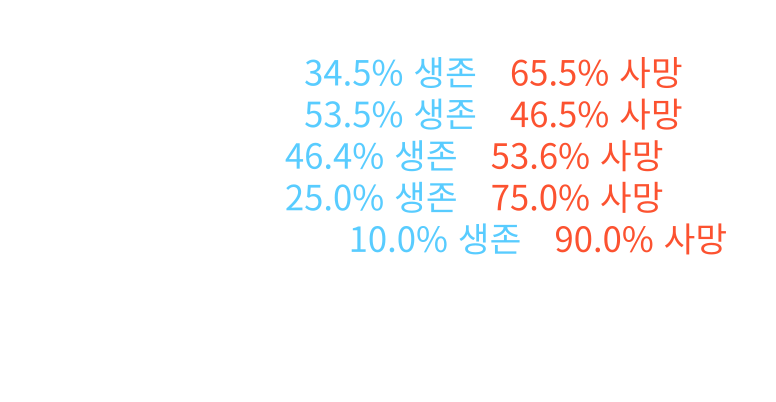 34.5% 생존 65.5% 사망
53.5% 생존 46.5% 사망
46.4% 생존 53.6% 사망
25.0% 생존 75.0% 사망
10.0% 생존 90.0% 사망